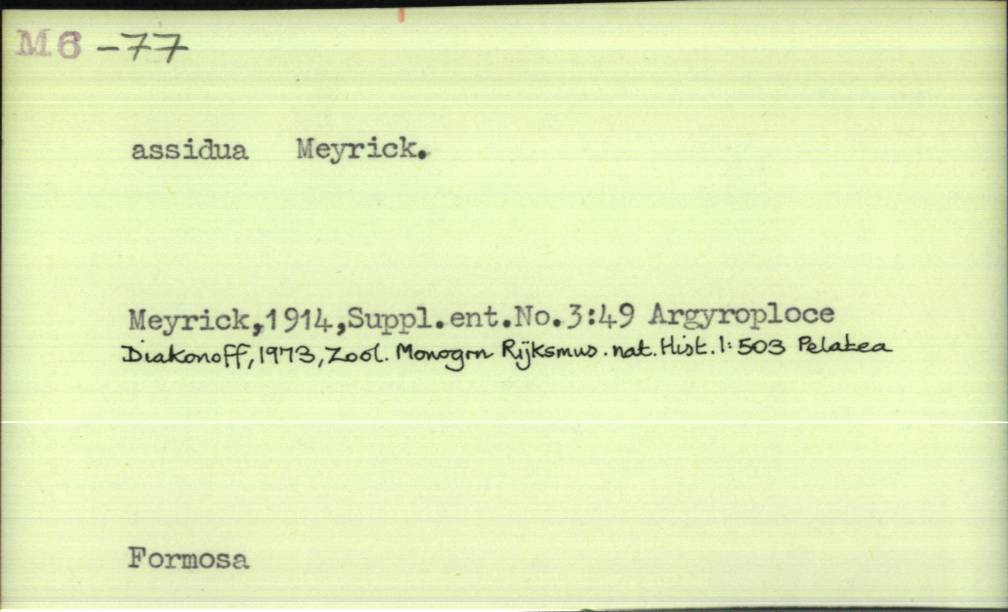 M6 -77
assidua Meyrick.
Meyrick,1914,Suppl.ent.No.3:49 Argyroploce
Diakonoff,1973,Zool. Monogrn Rijksmus. nat. Hist. 1: 503 Pelatea
Formosa